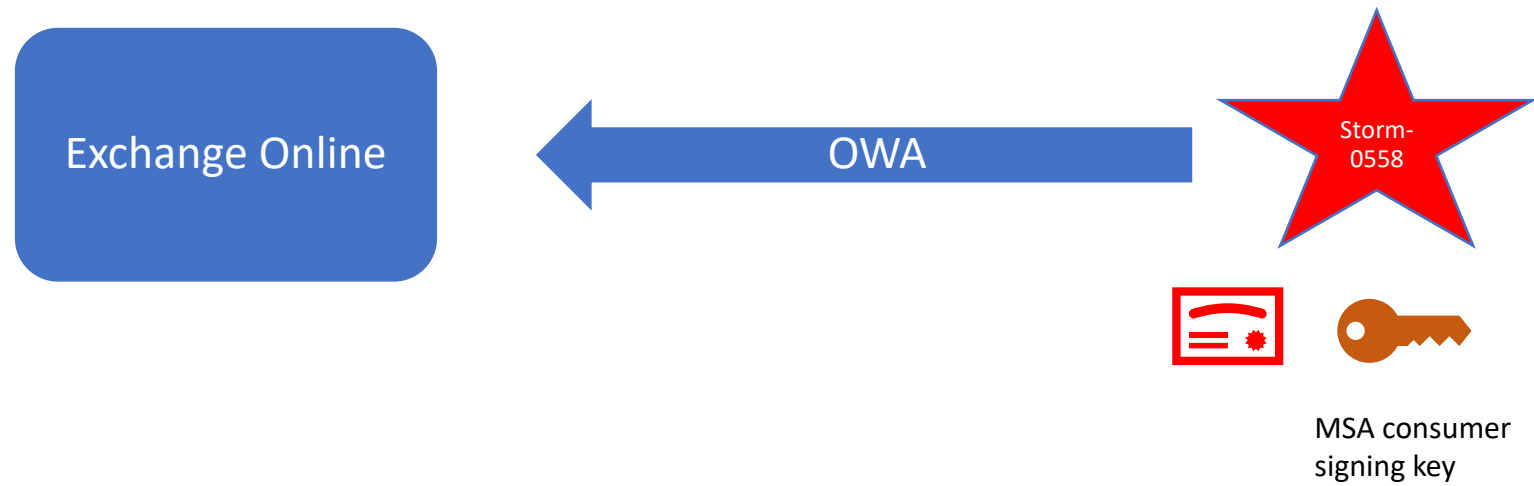 Exchange Online
OWA
Storm-
0558
MSA consumer
signing key